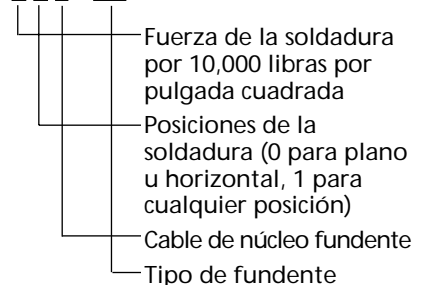 Fuerza de la soldadura
por 10,000 libras por
pulgada cuadrada
Posiciones de la
soldadura (0 para plano
u horizontal, 1 para
cualquier posición)
Cable de núcleo fundente
Tipo de fundente